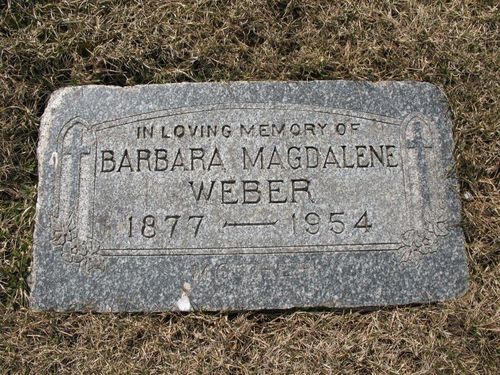 IN LOVING MEMORY OF
BARBARA MAGDALENE
WEBER
1877 — 1954